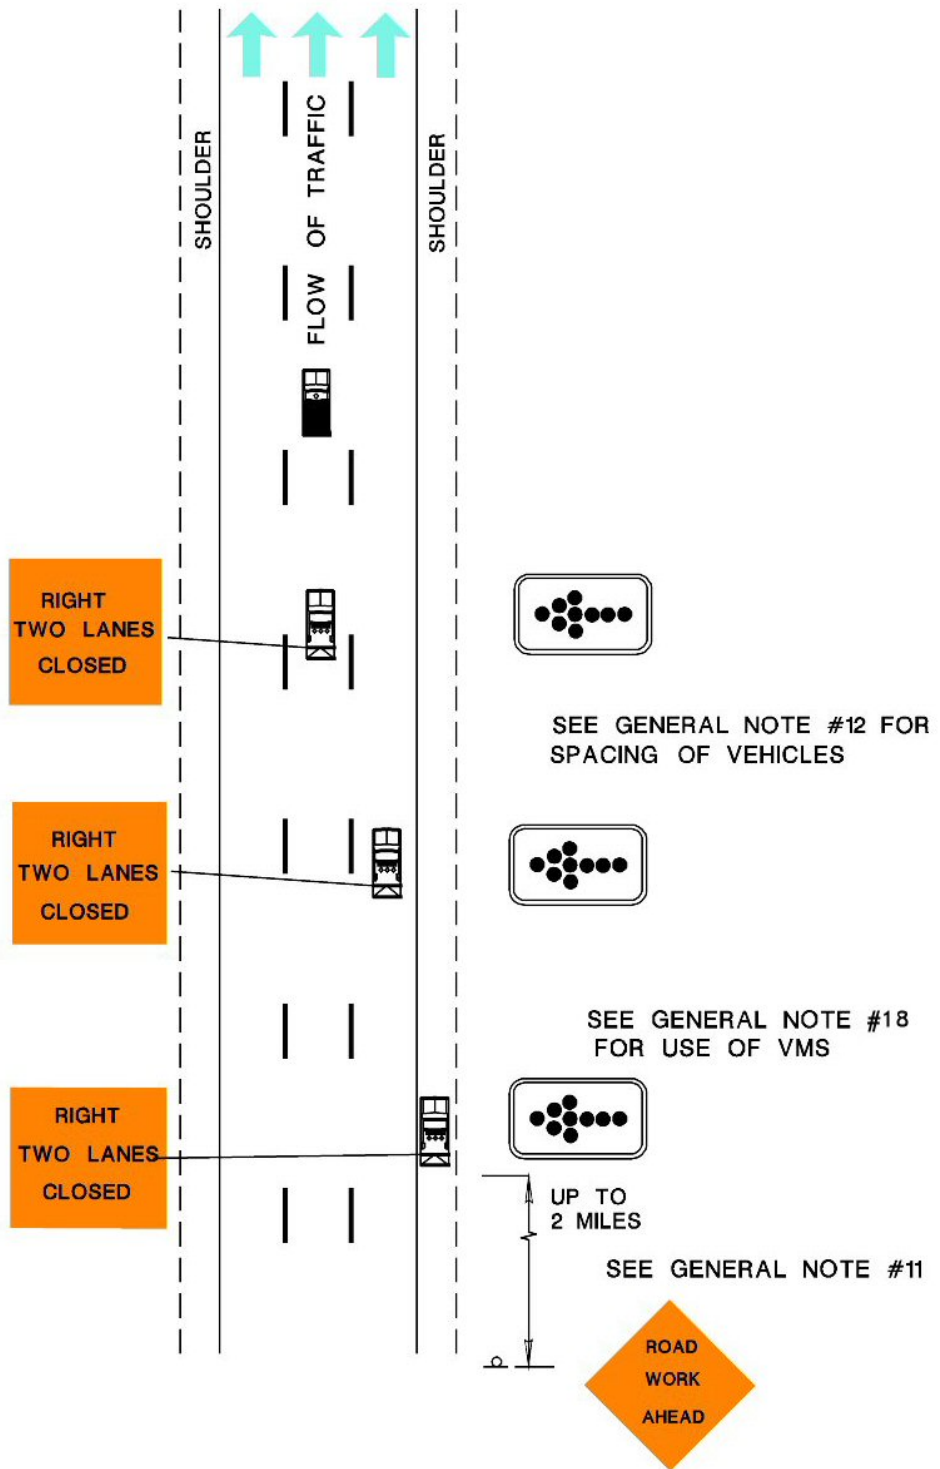 SHOULDER
FLOW OF TRAFFIC
SHOULDER
RIGHT
TWO LANES
CLOSED
SEE GENERAL NOTE #12 FOR
SPACING OF VEHICLES
RIGHT
TWO LANES
CLOSED
SEE GENERAL NOTE #18
FOR USE OF VMS
RIGHT
TWO LANES
CLOSED
UP TO
2 MILES
SEE GENERAL NOTE #11
ROAD
WORK
AHEAD